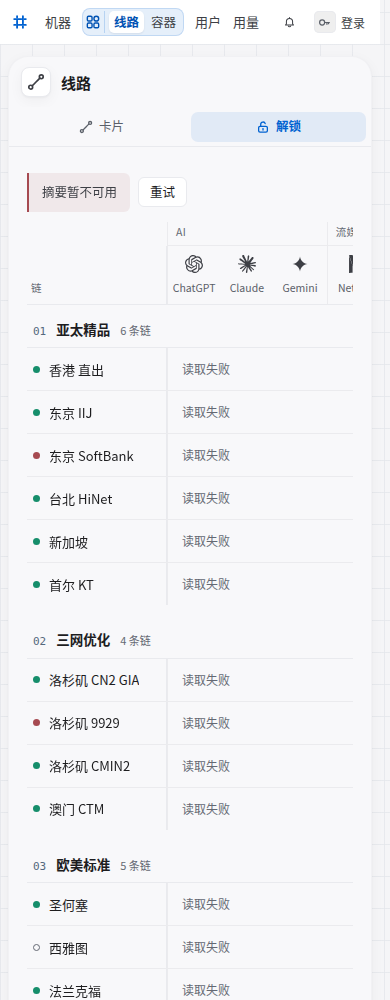 机器
线路
容器
用户
用量
登录
线路
卡片
解锁
摘要暂不可用
重试
AI
链
ChatGPT
Claude
Gemini
01 亚太精品 6 条链
香港 直出 读取失败
东京 IIJ 读取失败
东京 SoftBank 读取失败
台北 HiNet 读取失败
新加坡 读取失败
首尔 KT 读取失败
02 三网优化 4 条链
洛杉矶 CN2 GIA 读取失败
洛杉矶 9929 读取失败
洛杉矶 CMIN2 读取失败
澳门 CTM 读取失败
03 欧美标准 5 条链
圣何塞 读取失败
西雅图 读取失败
法兰克福 读取失败